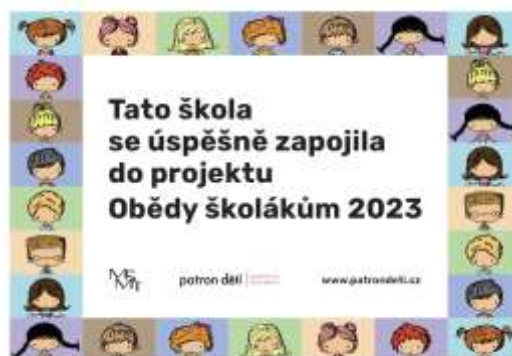 Tato škola
se úspěšně zapojila
do projektu
Obědy školákům 2023
patron dětí
www.patrondeti.cz